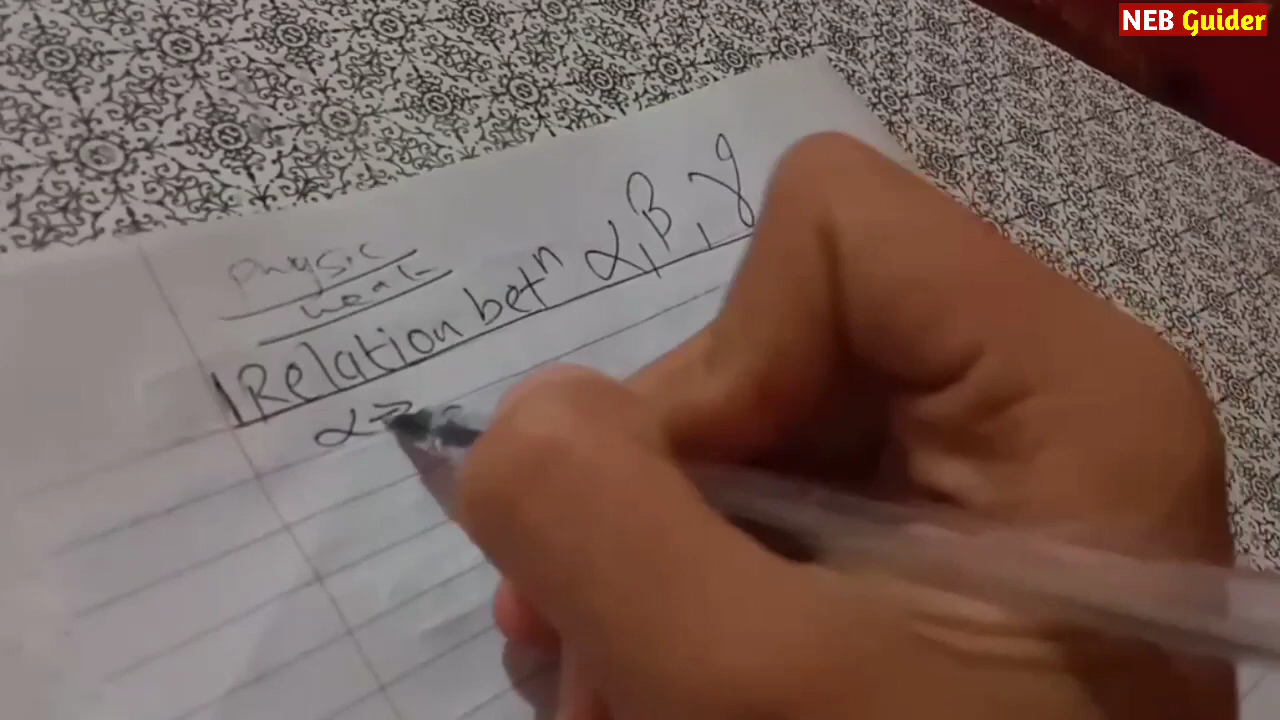 NEB Guider
physic
heat
Relation betⁿ α, β, γ
α =